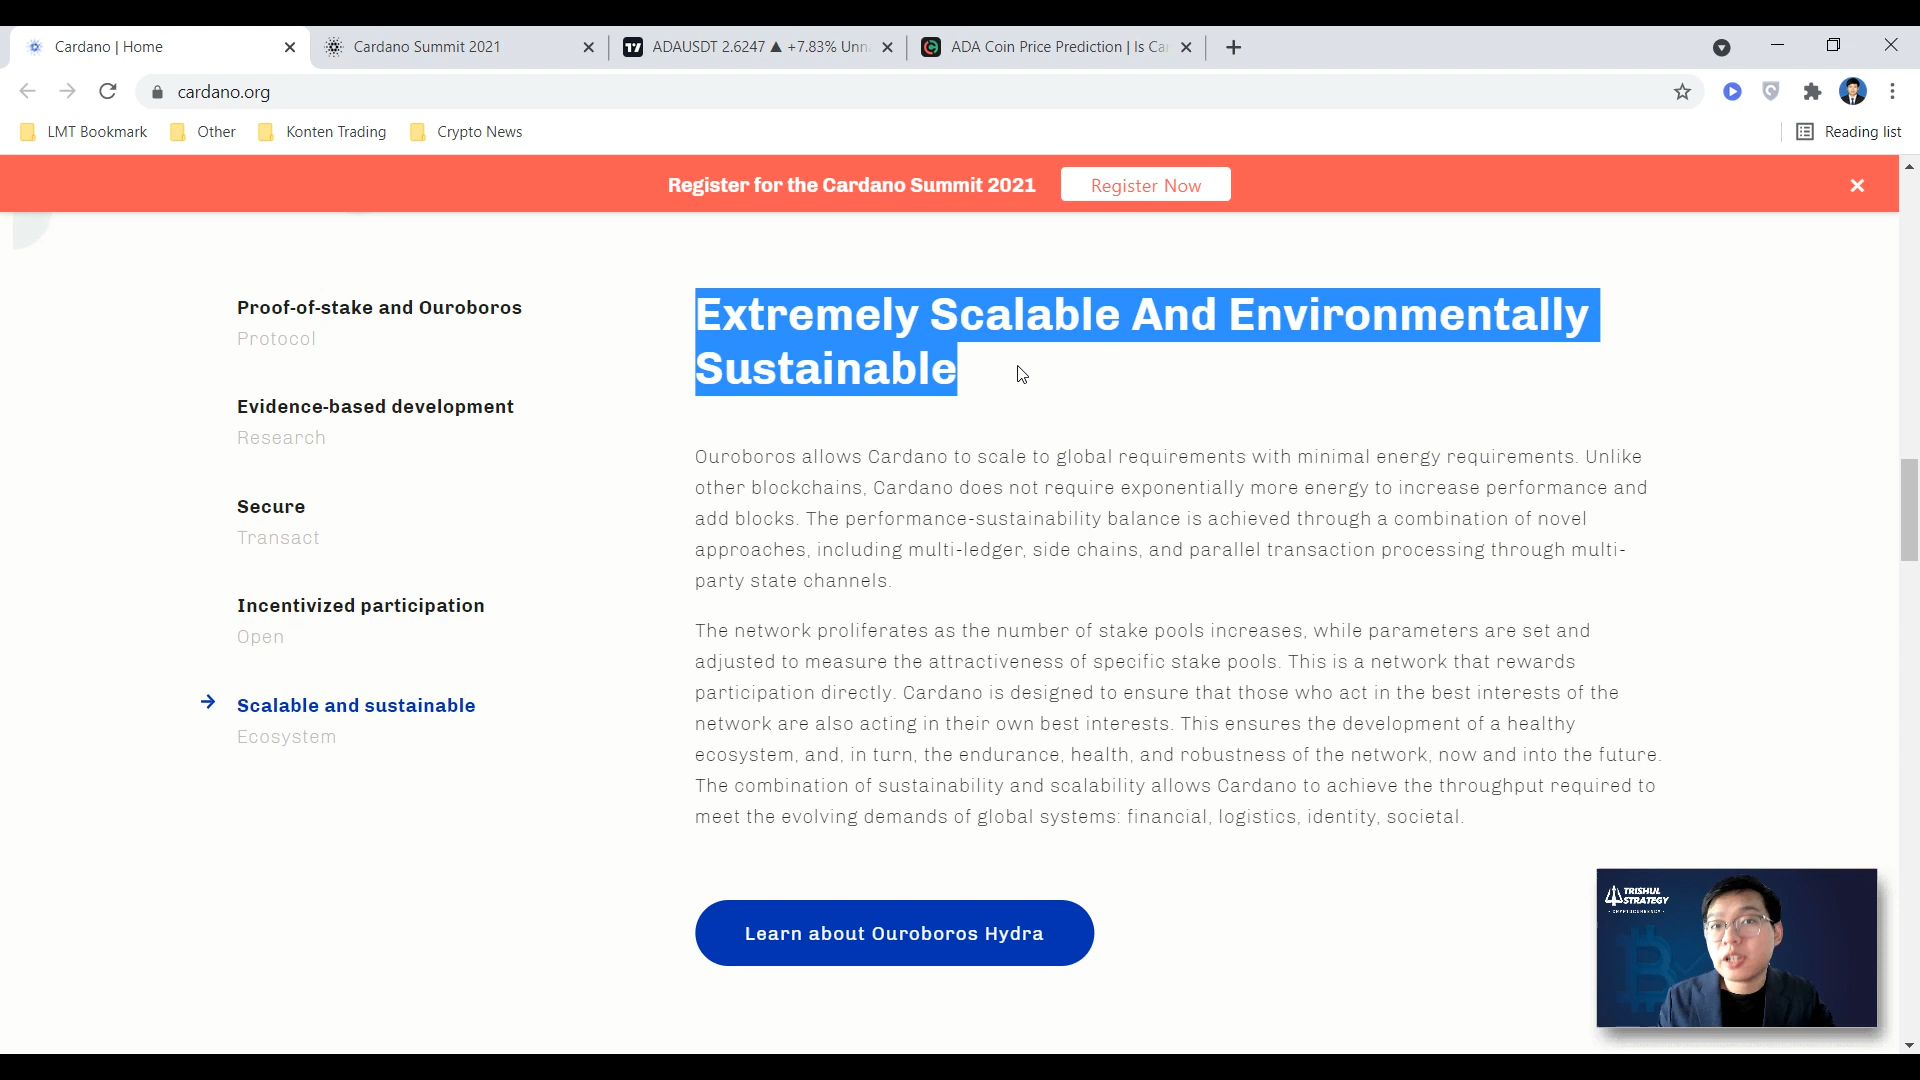 Cardano | Home
Cardano Summit 2021
ADAUSDT 2.6247 ▲ +7.83% Unn
ADA Coin Price Prediction | Is Ca
cardano.org
LMT Bookmark
Other
Konten Trading
Crypto News
Reading list
Register for the Cardano Summit 2021
Register Now
Proof-of-stake and Ouroboros
Protocol
Evidence-based development
Research
Secure
Transact
Incentivized participation
Open
Scalable and sustainable
Ecosystem
Extremely Scalable And Environmentally
Sustainable
Ouroboros allows Cardano to scale to global requirements with minimal energy requirements. Unlike
other blockchains, Cardano does not require exponentially more energy to increase performance and
add blocks. The performance-sustainability balance is achieved through a combination of novel
approaches, including multi-ledger, side chains, and parallel transaction processing through multi-
party state channels.
The network proliferates as the number of stake pools increases, while parameters are set and
adjusted to measure the attractiveness of specific stake pools. This is a network that rewards
participation directly. Cardano is designed to ensure that those who act in the best interests of the
network are also acting in their own best interests. This ensures the development of a healthy
ecosystem, and, in turn, the endurance, health, and robustness of the network, now and into the future.
The combination of sustainability and scalability allows Cardano to achieve the throughput required to
meet the evolving demands of global systems: financial, logistics, identity, societal.
Learn about Ouroboros Hydra
TRISHUL
STRATEGY
- CRYPTOCURRENCY -